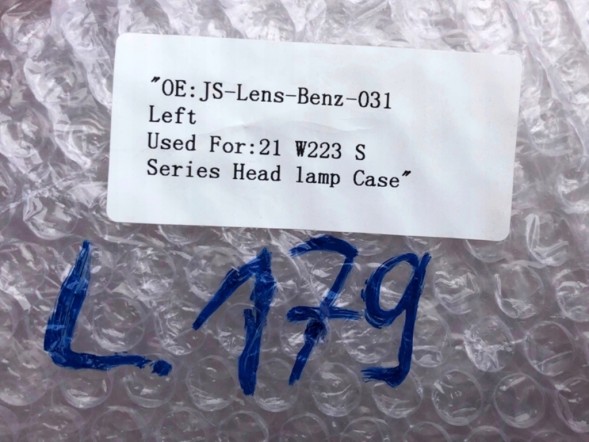 "OE:JS-Lens-Benz-031
Left
Used For:21 W223 S
Series Head lamp Case"
L.179